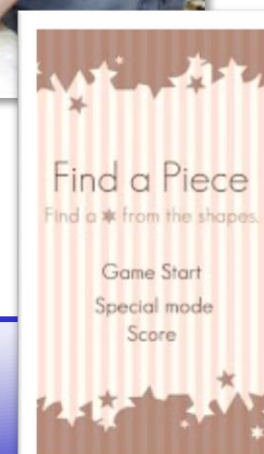 Find a Piece
Find a ✱ from the shapes.
Game Start
Special mode
Score